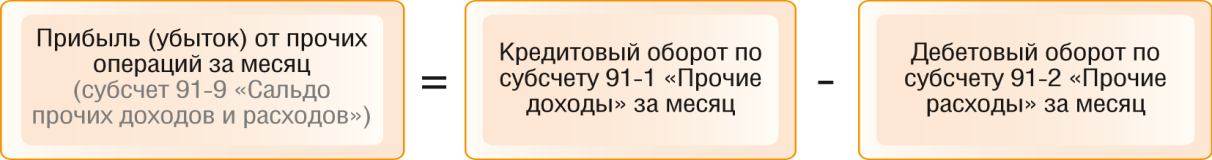 Прибыль (убыток) от прочих
операций за месяц
(субсчет 91-9 «Сальдо
прочих доходов и расходов»)
=
Кредитовый оборот по
субсчету 91-1 «Прочие
доходы» за месяц
-
Дебетовый оборот по
субсчету 91-2 «Прочие
расходы» за месяц